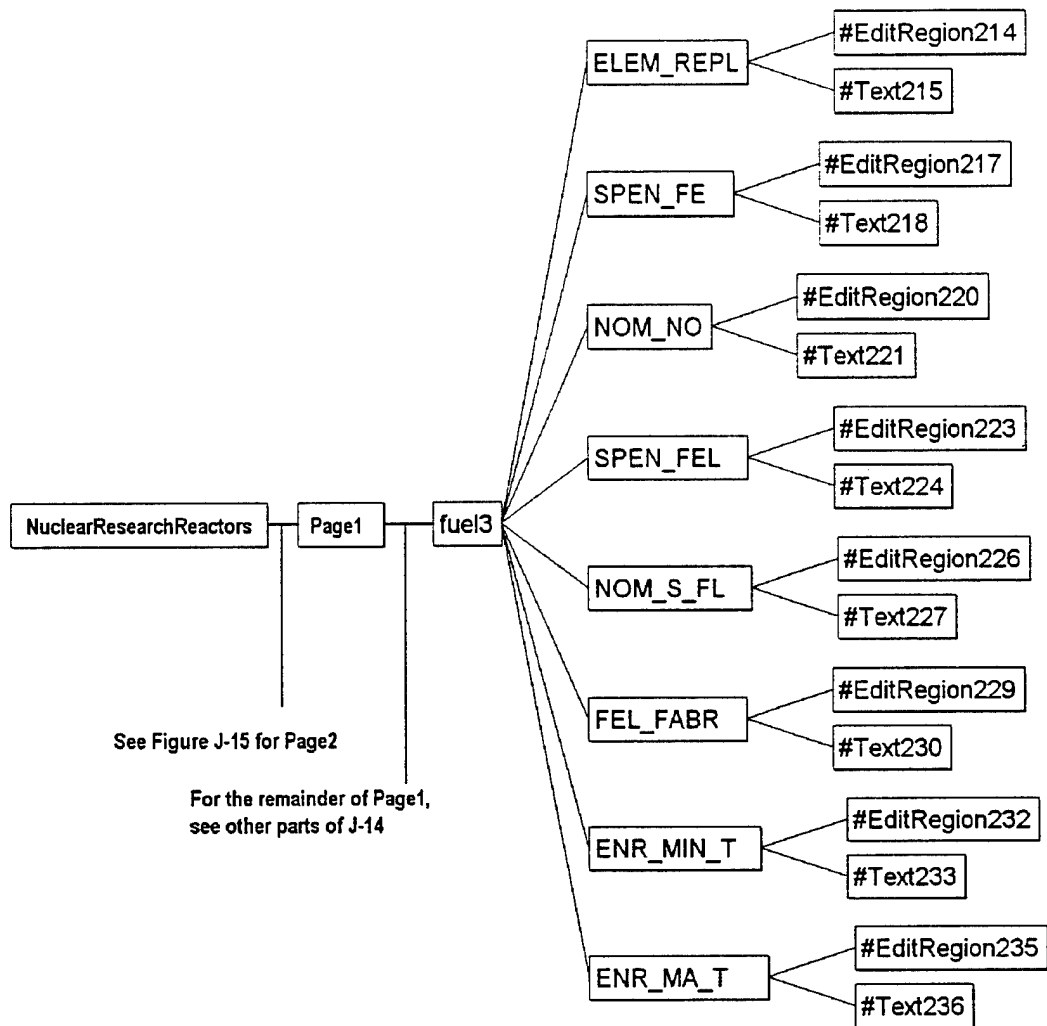 #EditRegion214
ELEM_REPL
#Text215
#EditRegion217
SPEN_FE
#Text218
#EditRegion220
NOM_NO
#Text221
#EditRegion223
SPEN_FEL
#Text224
NuclearResearchReactors
Page1
fuel3
#EditRegion226
NOM_S_FL
#Text227
#EditRegion229
FEL_FABR
#Text230
See Figure J-15 for Page2
For the remainder of Page1,
see other parts of J-14
#EditRegion232
ENR_MIN_T
#Text233
#EditRegion235
ENR_MA_T
#Text236